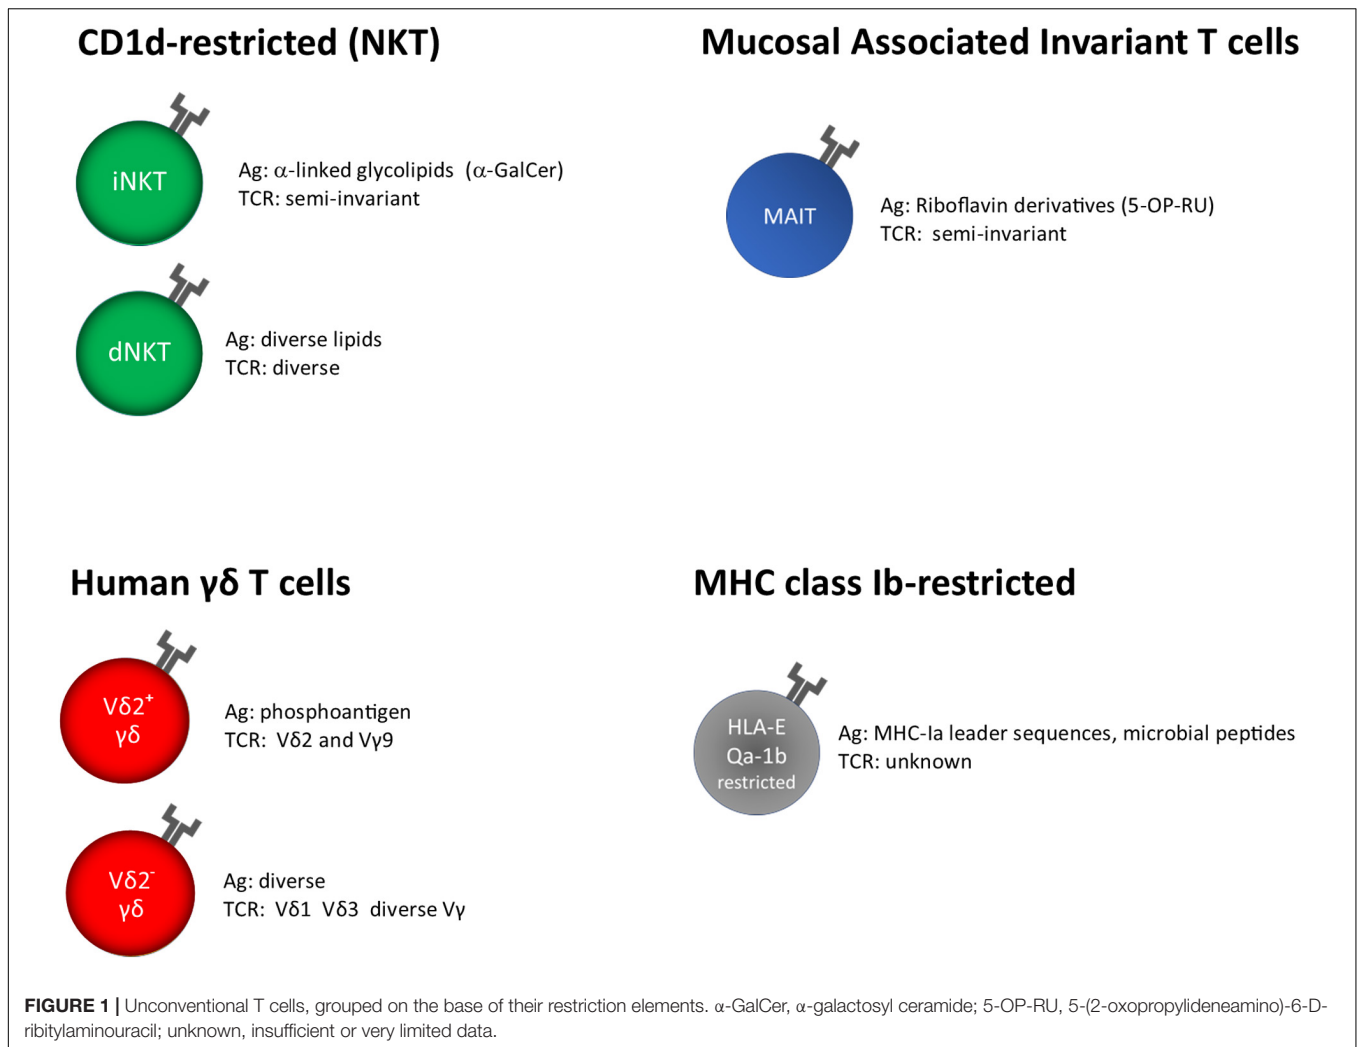 CD1d-restricted (NKT)
iNKT
Ag: α-linked glycolipids (α-GalCer)
TCR: semi-invariant
dNKT
Ag: diverse lipids
TCR: diverse
Mucosal Associated Invariant T cells
MAIT
Ag: Riboflavin derivatives (5-OP-RU)
TCR: semi-invariant
Human γδ T cells
Vδ2⁺
γδ
Ag: phosphoantigen
TCR: Vδ2 and Vγ9
Vδ2⁻
γδ
Ag: diverse
TCR: Vδ1 Vδ3 diverse Vγ
MHC class Ib-restricted
HLA-E
Qa-1b
restricted
Ag: MHC-Ia leader sequences, microbial peptides
TCR: unknown
FIGURE 1 | Unconventional T cells, grouped on the base of their restriction elements. α-GalCer, α-galactosyl ceramide; 5-OP-RU, 5-(2-oxopropylideneamino)-6-D-
ribitylaminouracil; unknown, insufficient or very limited data.